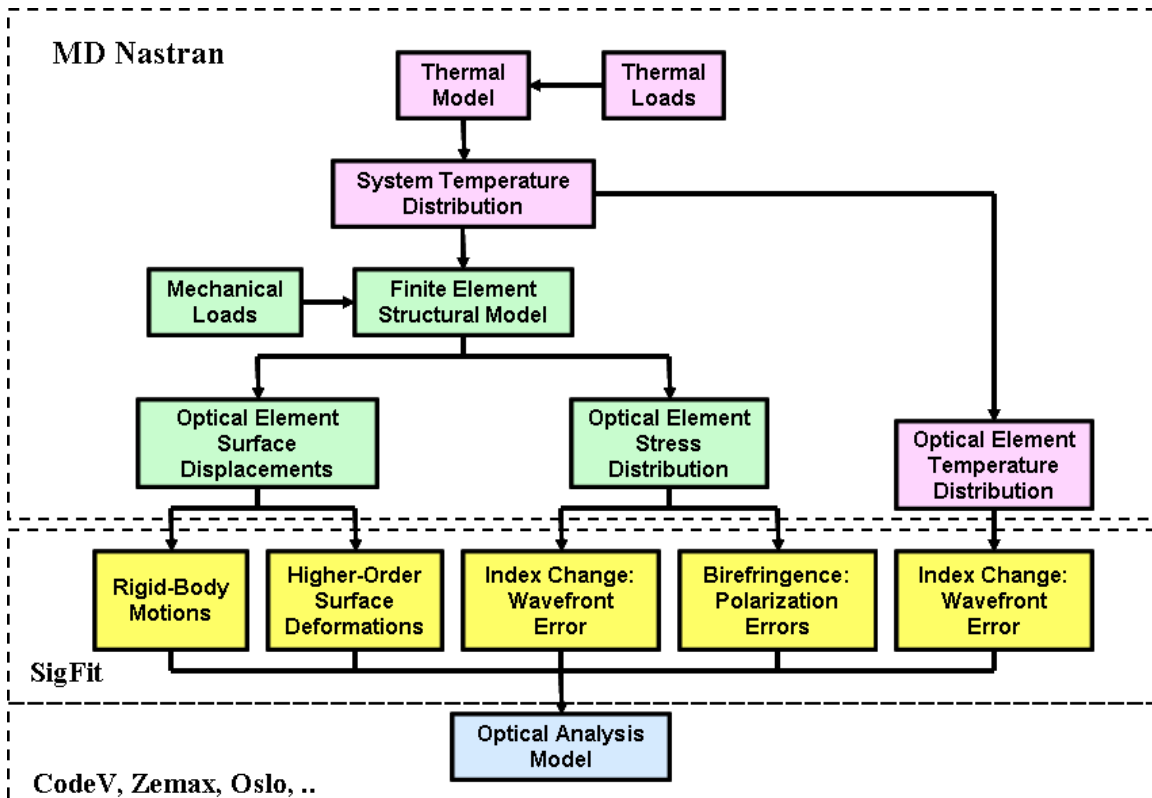 MD Nastran
Thermal
Model
Thermal
Loads
System Temperature
Distribution
Mechanical
Loads
Finite Element
Structural Model
Optical Element
Surface
Displacements
Optical Element
Stress
Distribution
Optical Element
Temperature
Distribution
Rigid-Body
Motions
Higher-Order
Surface
Deformations
Index Change:
Wavefront
Error
Birefringence:
Polarization
Errors
Index Change:
Wavefront
Error
SigFit
Optical Analysis
Model
CodeV, Zemax, Oslo, ..